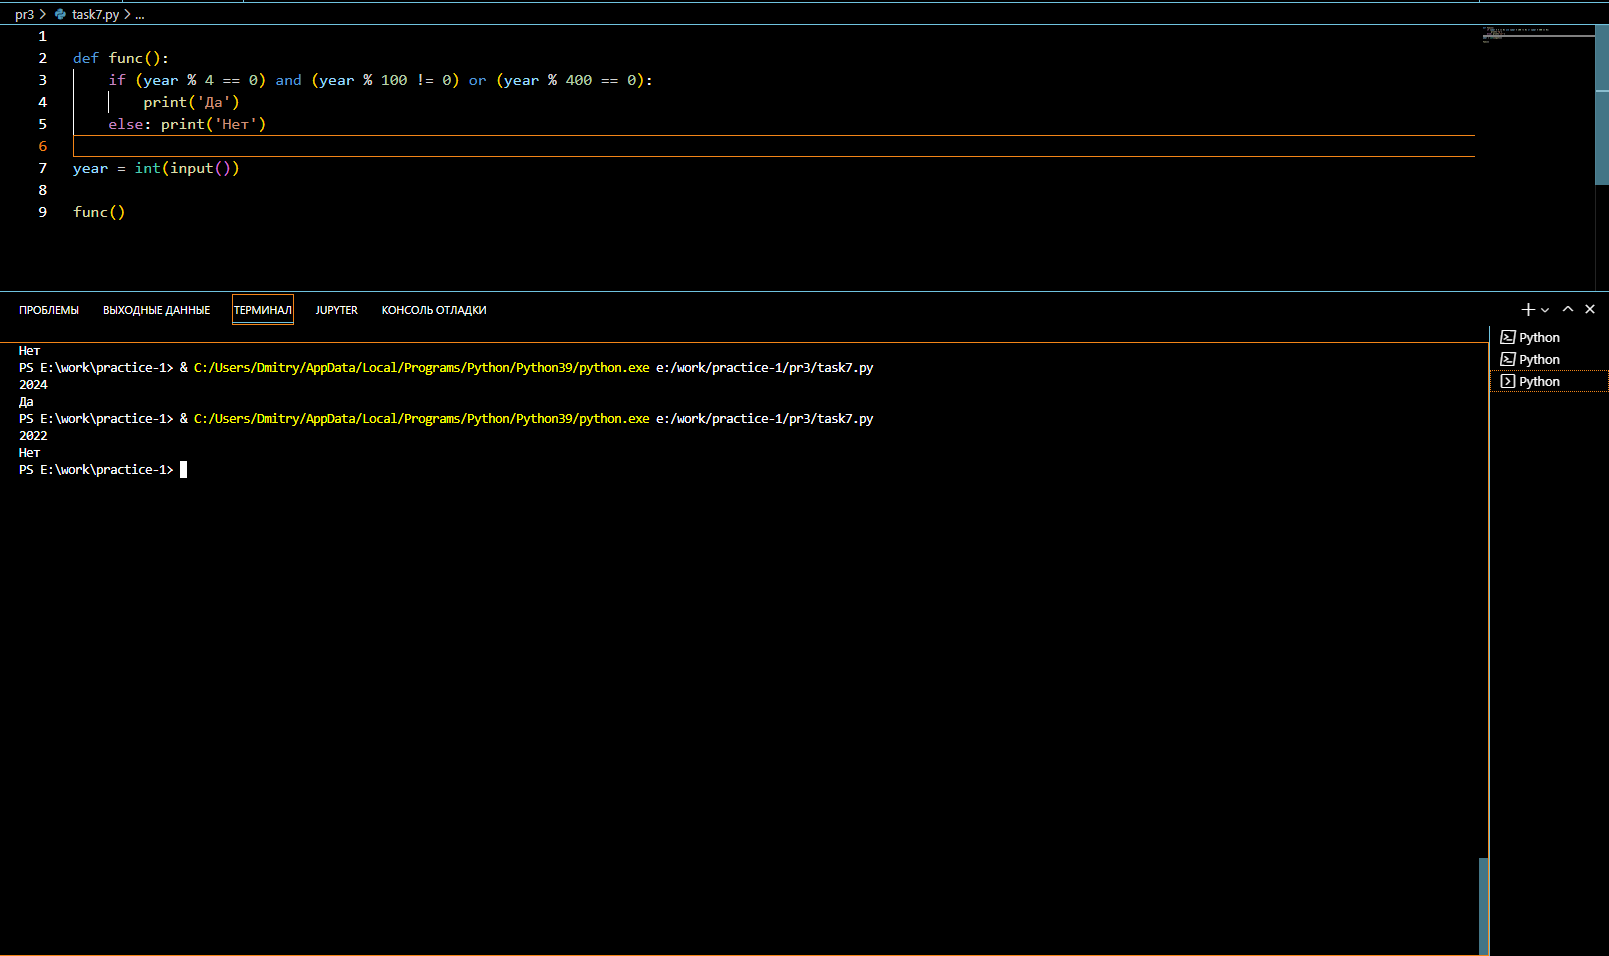 pr3 > task7.py > ...
1
2 def func():
3 if (year % 4 == 0) and (year % 100 != 0) or (year % 400 == 0):
4 print('Да')
5 else: print('Нет')
6
7 year = int(input())
8
9 func()
ПРОБЛЕМЫ ВЫХОДНЫЕ ДАННЫЕ ТЕРМИНАЛ JUPYTER КОНСОЛЬ ОТЛАДКИ
Python
Python
Python
Нет
PS E:\work\practice-1> & C:/Users/Dmitry/AppData/Local/Programs/Python/Python39/python.exe e:/work/practice-1/pr3/task7.py
2024
Да
PS E:\work\practice-1> & C:/Users/Dmitry/AppData/Local/Programs/Python/Python39/python.exe e:/work/practice-1/pr3/task7.py
2022
Нет
PS E:\work\practice-1>